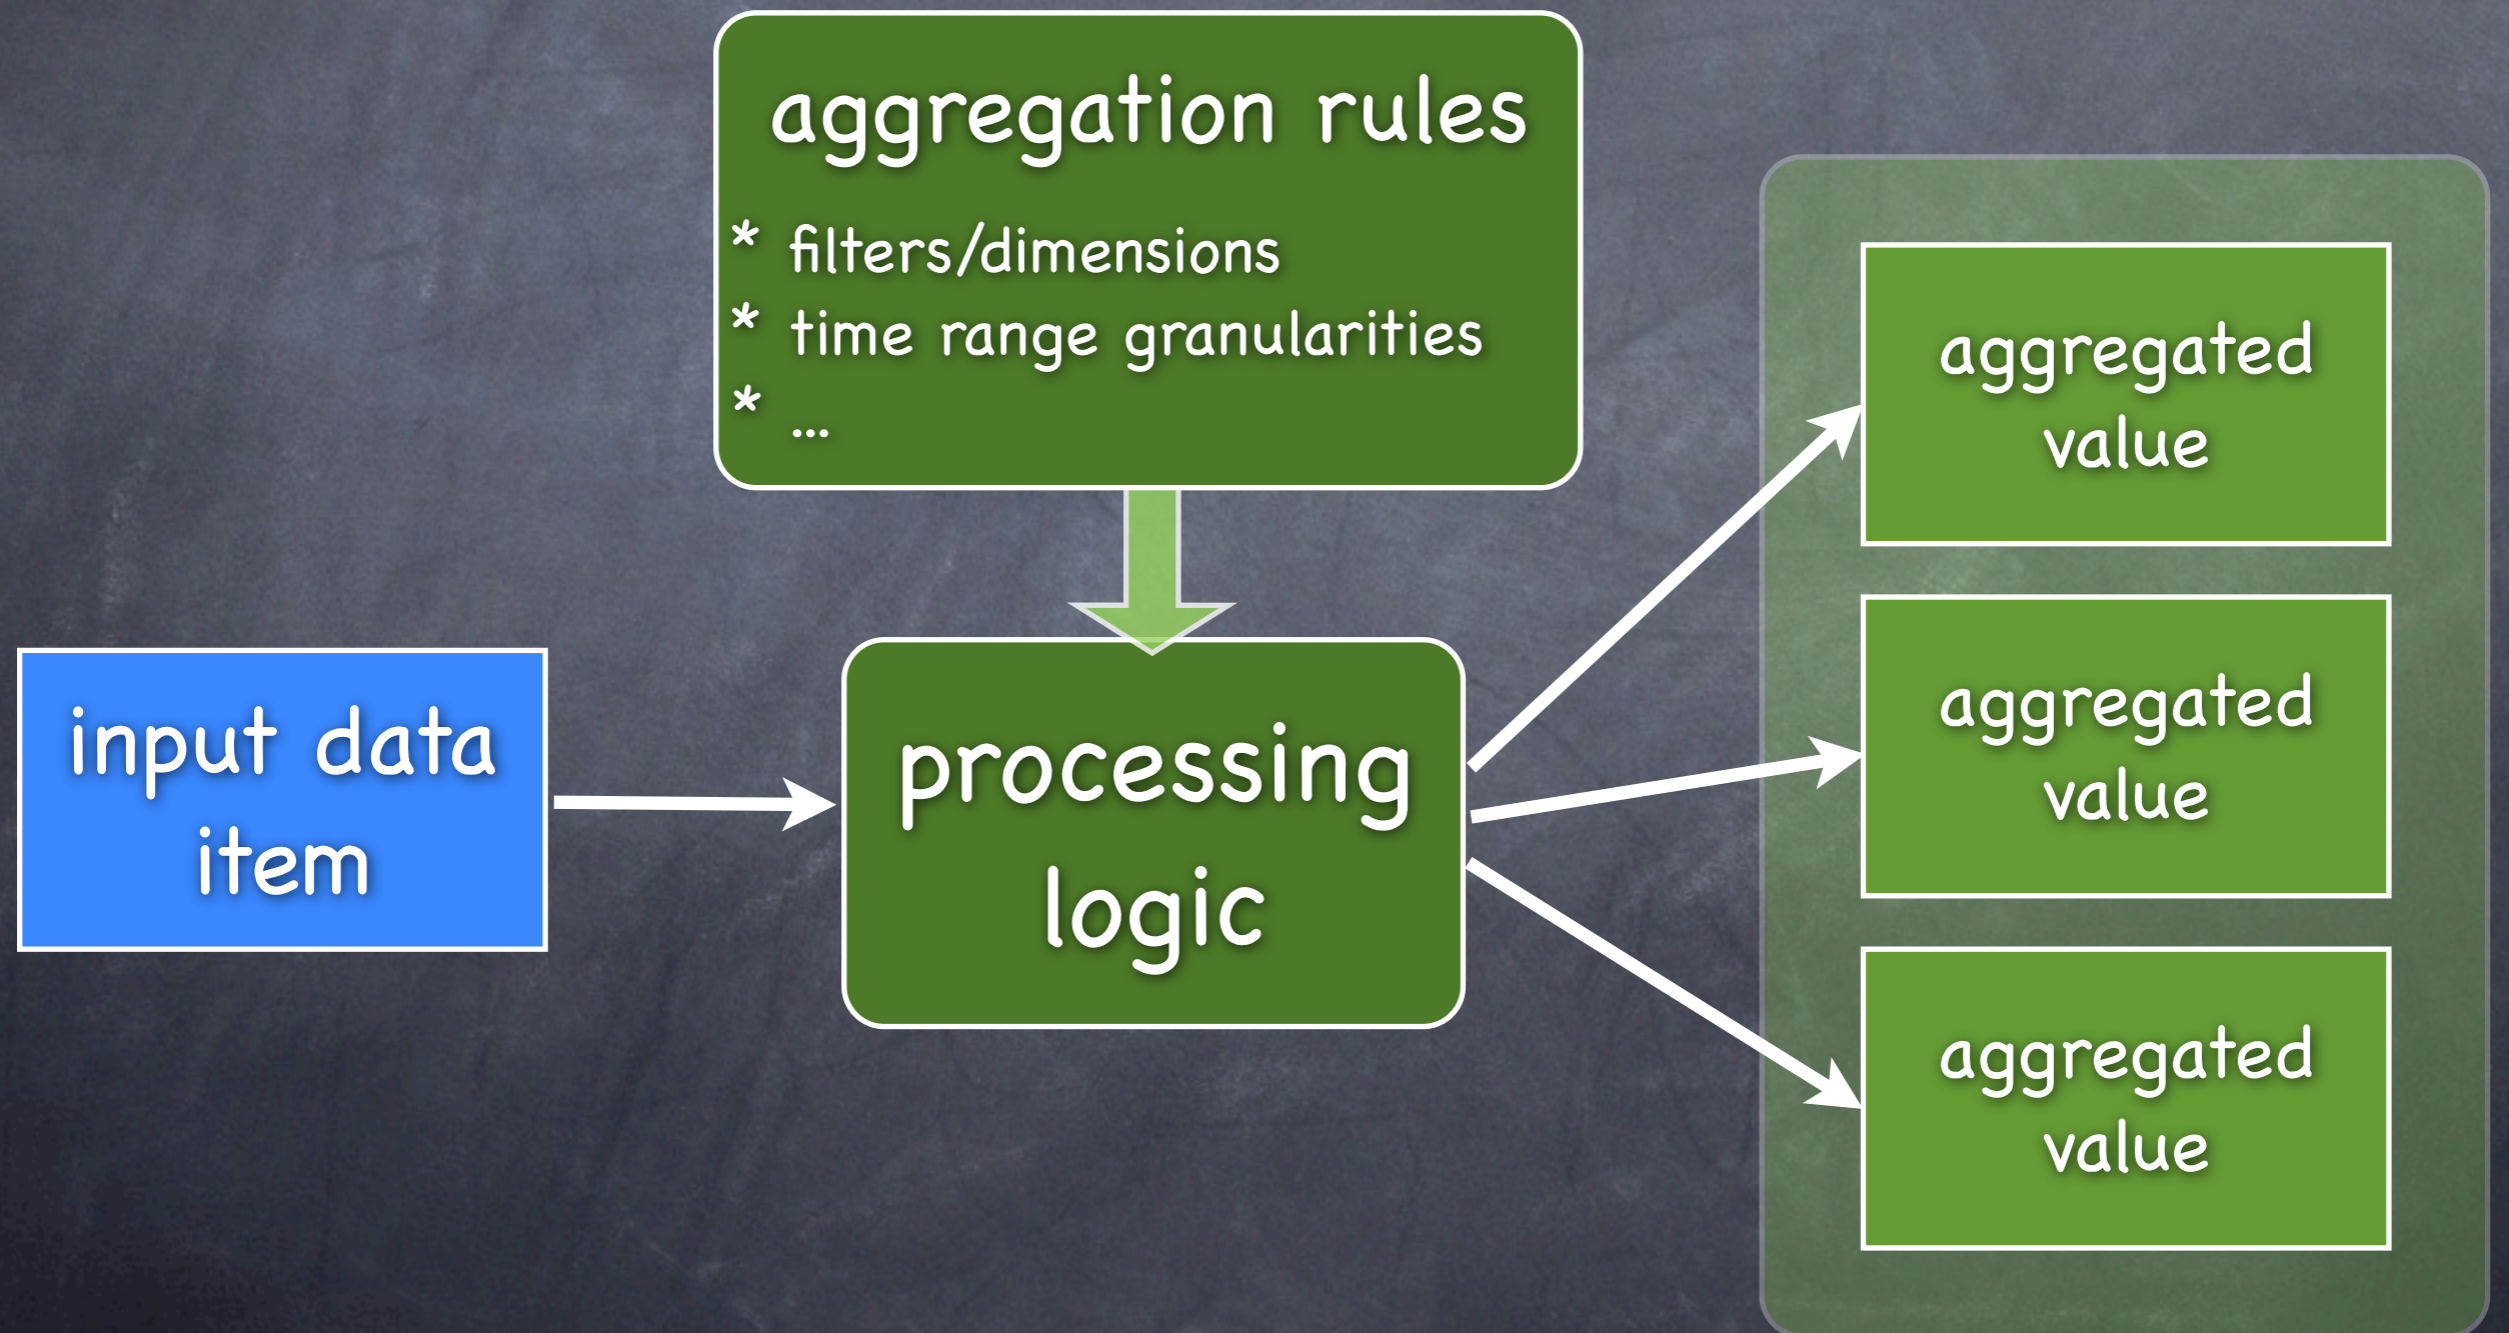 aggregation rules
* filters/dimensions
* time range granularities
* ...
input data
item
processing
logic
aggregated
value
aggregated
value
aggregated
value